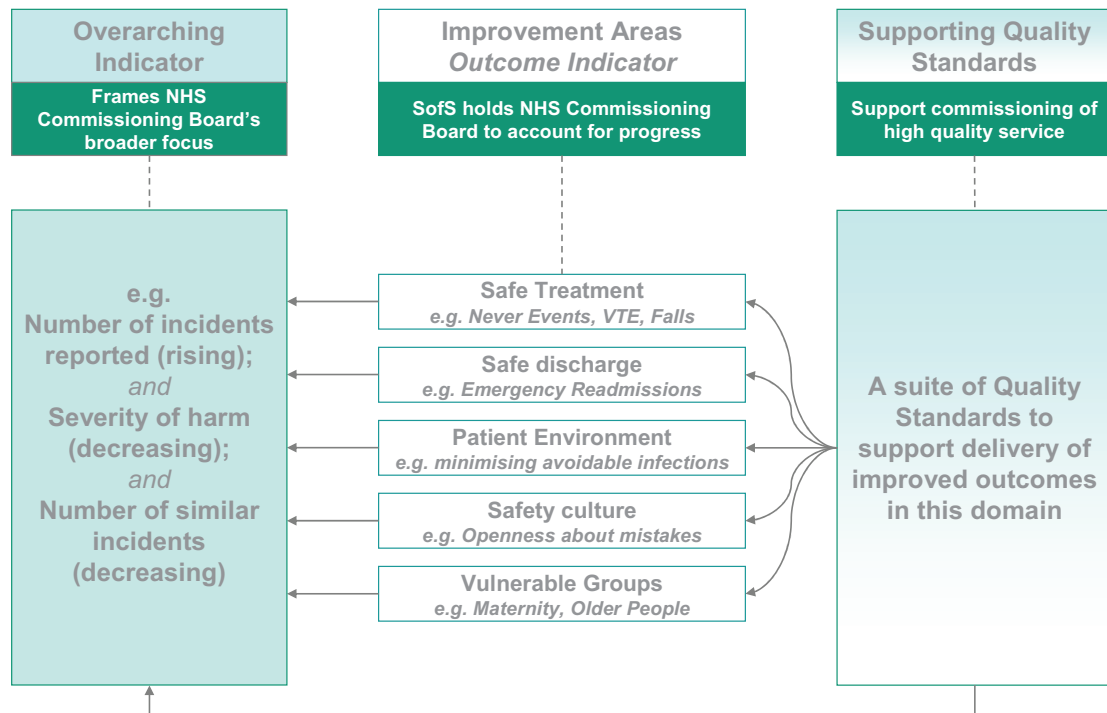 Overarching
Indicator
Frames NHS
Commissioning Board's
broader focus
Improvement Areas
Outcome Indicator
SofS holds NHS Commissioning
Board to account for progress
Supporting Quality
Standards
Support commissioning of
high quality service
e.g.
Number of incidents
reported (rising);
and
Severity of harm
(decreasing);
and
Number of similar
incidents
(decreasing)
Safe Treatment
e.g. Never Events, VTE, Falls
Safe discharge
e.g. Emergency Readmissions
Patient Environment
e.g. minimising avoidable infections
Safety culture
e.g. Openness about mistakes
Vulnerable Groups
e.g. Maternity, Older People
A suite of Quality
Standards to
support delivery of
improved outcomes
in this domain